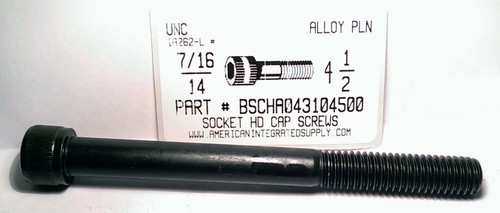 UNC ALLOY PLN
7/16 4 1/2
14
PART # BSCHA043104500
SOCKET HD CAP SCREWS
WWW.AMERICANINTEGRATEDSUPPLY.COM